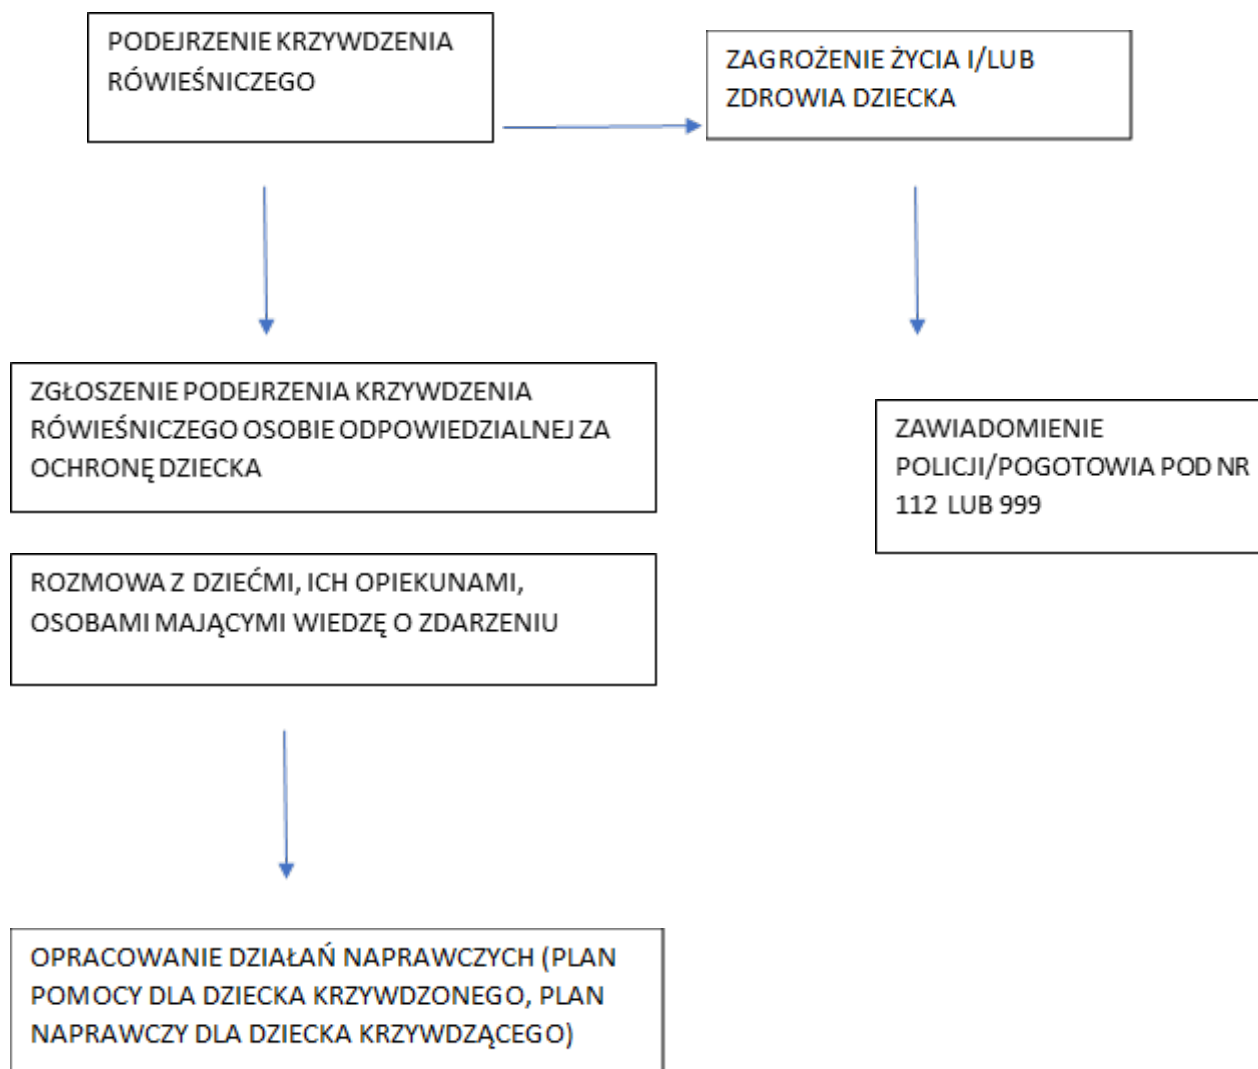 PODEJRZENIE KRZYWDZENIA
RÓWIEŚNICZEGO
ZAGROŻENIE ŻYCIA I/LUB
ZDROWIA DZIECKA
ZGŁOSZENIE PODEJRZENIA KRZYWDZENIA
RÓWIEŚNICZEGO OSOBIE ODPOWIEDZIALNEJ ZA
OCHRONĘ DZIECKA
ZAWIADOMIENIE
POLICJI/POGOTOWIA POD NR
112 LUB 999
ROZMOWA Z DZIEĆMI, ICH OPIEKUNAMI,
OSOBAMI MAJĄCYMI WIEDZĘ O ZDARZENIU
OPRACOWANIE DZIAŁAŃ NAPRAWCZYCH (PLAN
POMOCY DLA DZIECKA KRZYWDZONEGO, PLAN
NAPRAWCZY DLA DZIECKA KRZYWDZĄCEGO)